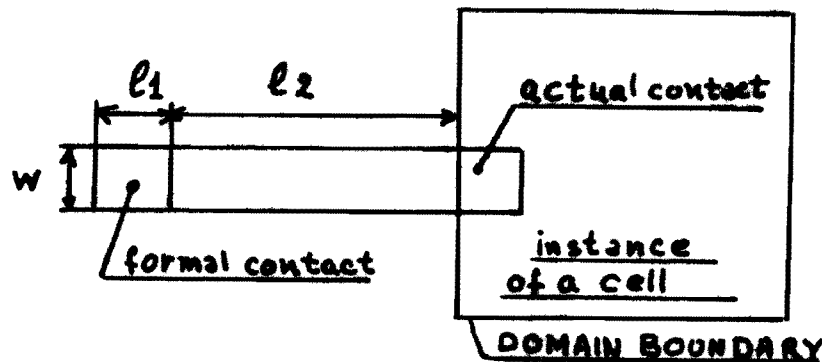 l1
l2
actual contact
w
formal contact
instance
of a cell
DOMAIN BOUNDARY